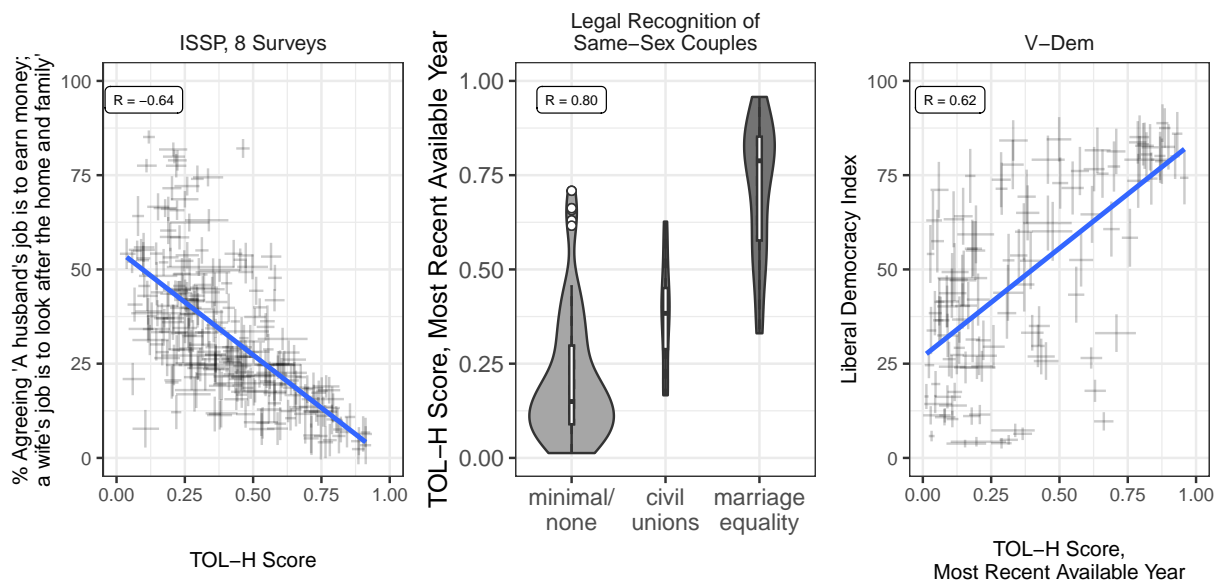 ISSP, 8 Surveys
% Agreeing 'A husband's job is to earn money;
a wife's job is to look after the home and family'
100
75
50
25
0
R = −0.64
0.00 0.25 0.50 0.75 1.00
TOL−H Score
Legal Recognition of
Same−Sex Couples
TOL−H Score, Most Recent Available Year
1.00
0.75
0.50
0.25
0.00
R = 0.80
minimal/
none
civil
unions
marriage
equality
V−Dem
Liberal Democracy Index
100
75
50
25
0
R = 0.62
0.00 0.25 0.50 0.75 1.00
TOL−H Score,
Most Recent Available Year